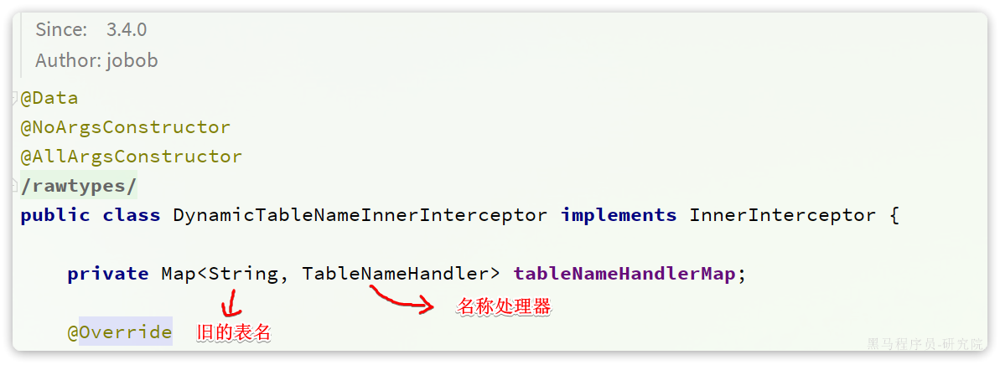 Since: 3.4.0
Author: jobob
@Data
@NoArgsConstructor
@AllArgsConstructor
/rawtypes/
public class DynamicTableNameInnerInterceptor implements InnerInterceptor {
private Map<String, TableNameHandler> tableNameHandlerMap;
名称处理器
@Override 旧的表名
黑马程序员-研究院